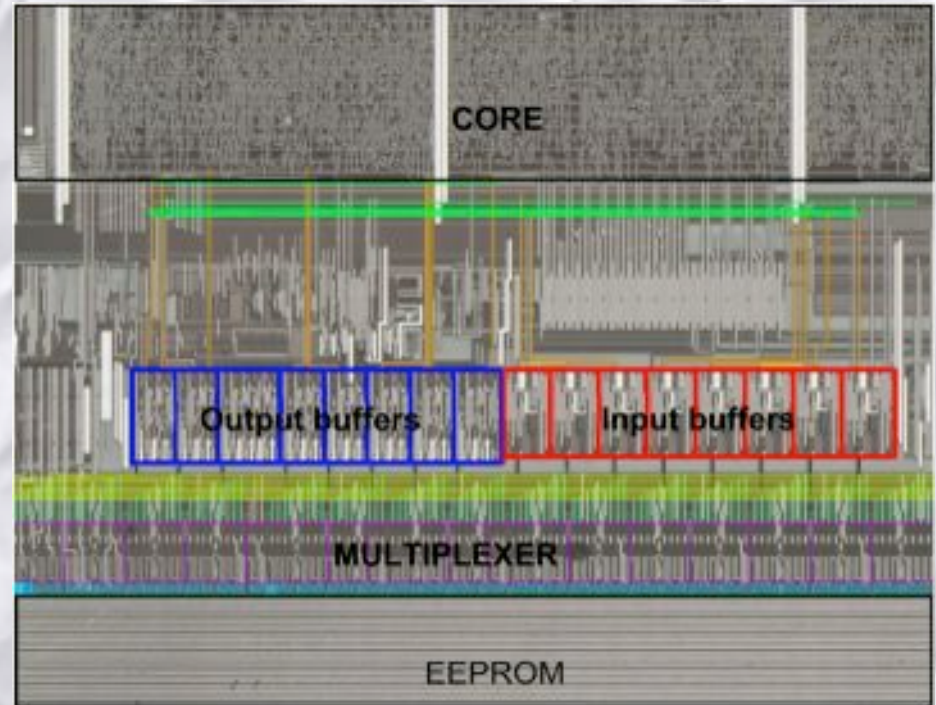 CORE
Output buffers
Input buffers
MULTIPLEXER
EEPROM